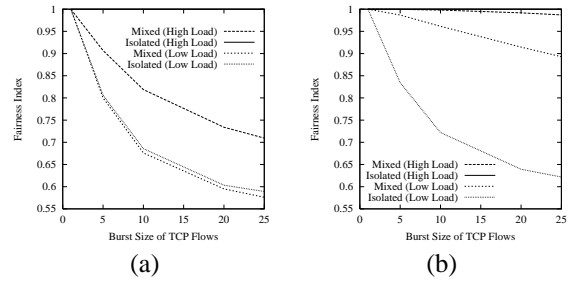 1
0.95
0.9
0.85
0.8
0.75
0.7
0.65
0.6
0.55
0 5 10 15 20 25
Fairness Index
Burst Size of TCP Flows
Mixed (High Load)
Isolated (High Load)
Mixed (Low Load)
Isolated (Low Load)
(a)
1
0.95
0.9
0.85
0.8
0.75
0.7
0.65
0.6
0.55
0 5 10 15 20 25
Fairness Index
Burst Size of TCP Flows
Mixed (High Load)
Isolated (High Load)
Mixed (Low Load)
Isolated (Low Load)
(b)